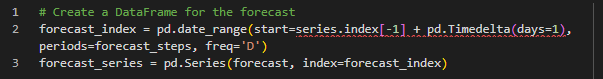 1 # Create a DataFrame for the forecast
2 forecast_index = pd.date_range(start=series.index[-1] + pd.Timedelta(days=1),
periods=forecast_steps, freq='D')
3 forecast_series = pd.Series(forecast, index=forecast_index)